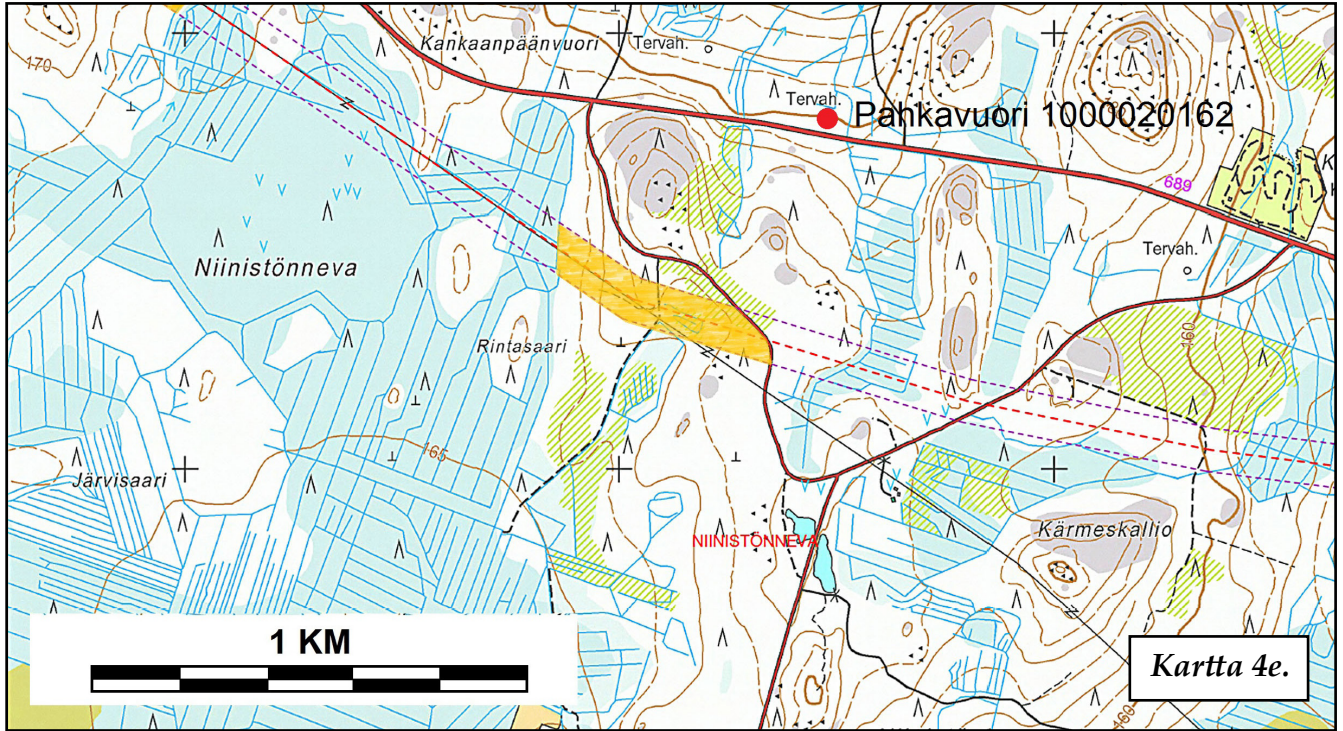 Kankaanpäänvuori
Tervah.
170
Tervah.
Pahkavuori 1000020162
689
K
Tervah.
Niinistönneva
Rintasaari
160
165
Järvisaari
Kärmeskallio
NIINISTÖNNEVA
1 KM
Kartta 4e.
160